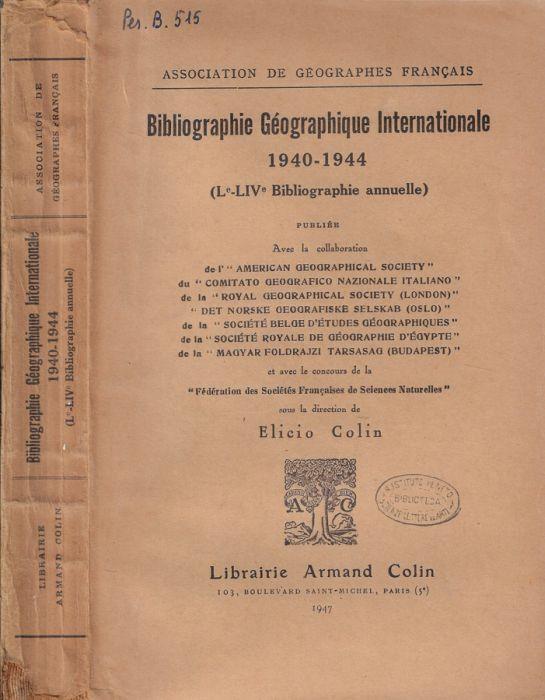 Per. B. 515
ASSOCIATION DE GÉOGRAPHES FRANÇAIS
Bibliographie Géographique Internationale
1940-1944
(Le-LIVe Bibliographie annuelle)
PUBLIÉE
Avec la collaboration
de l' " AMERICAN GEOGRAPHICAL SOCIETY "
du " COMITATO GEOGRAFICO NAZIONALE ITALIANO "
de la " ROYAL GEOGRAPHICAL SOCIETY (LONDON) "
" DET NORSKE GEOGRAFISKE SELSKAB (OSLO) "
de la " SOCIÉTÉ BELGE D'ÉTUDES GÉOGRAPHIQUES "
de la " SOCIÉTÉ ROYALE DE GÉOGRAPHIE D'ÉGYPTE "
de la " MAGYAR FOLDRAJZI TARSASAG (BUDAPEST) "
et avec le concours de la
" Fédération des Sociétés Françaises de Sciences Naturelles "
sous la direction de
Elicio Colin
A C
ISTITUTO VENETO
BIBLIOTECA
Librairie Armand Colin
103, BOULEVARD SAINT-MICHEL, PARIS (5e)
1947
ASSOCIATION DE
GÉOGRAPHES FRANÇAIS
Bibliographie Géographique Internationale
1940-1944
(Le-LIVe Bibliographie annuelle)
LIBRAIRIE
ARMAND COLIN